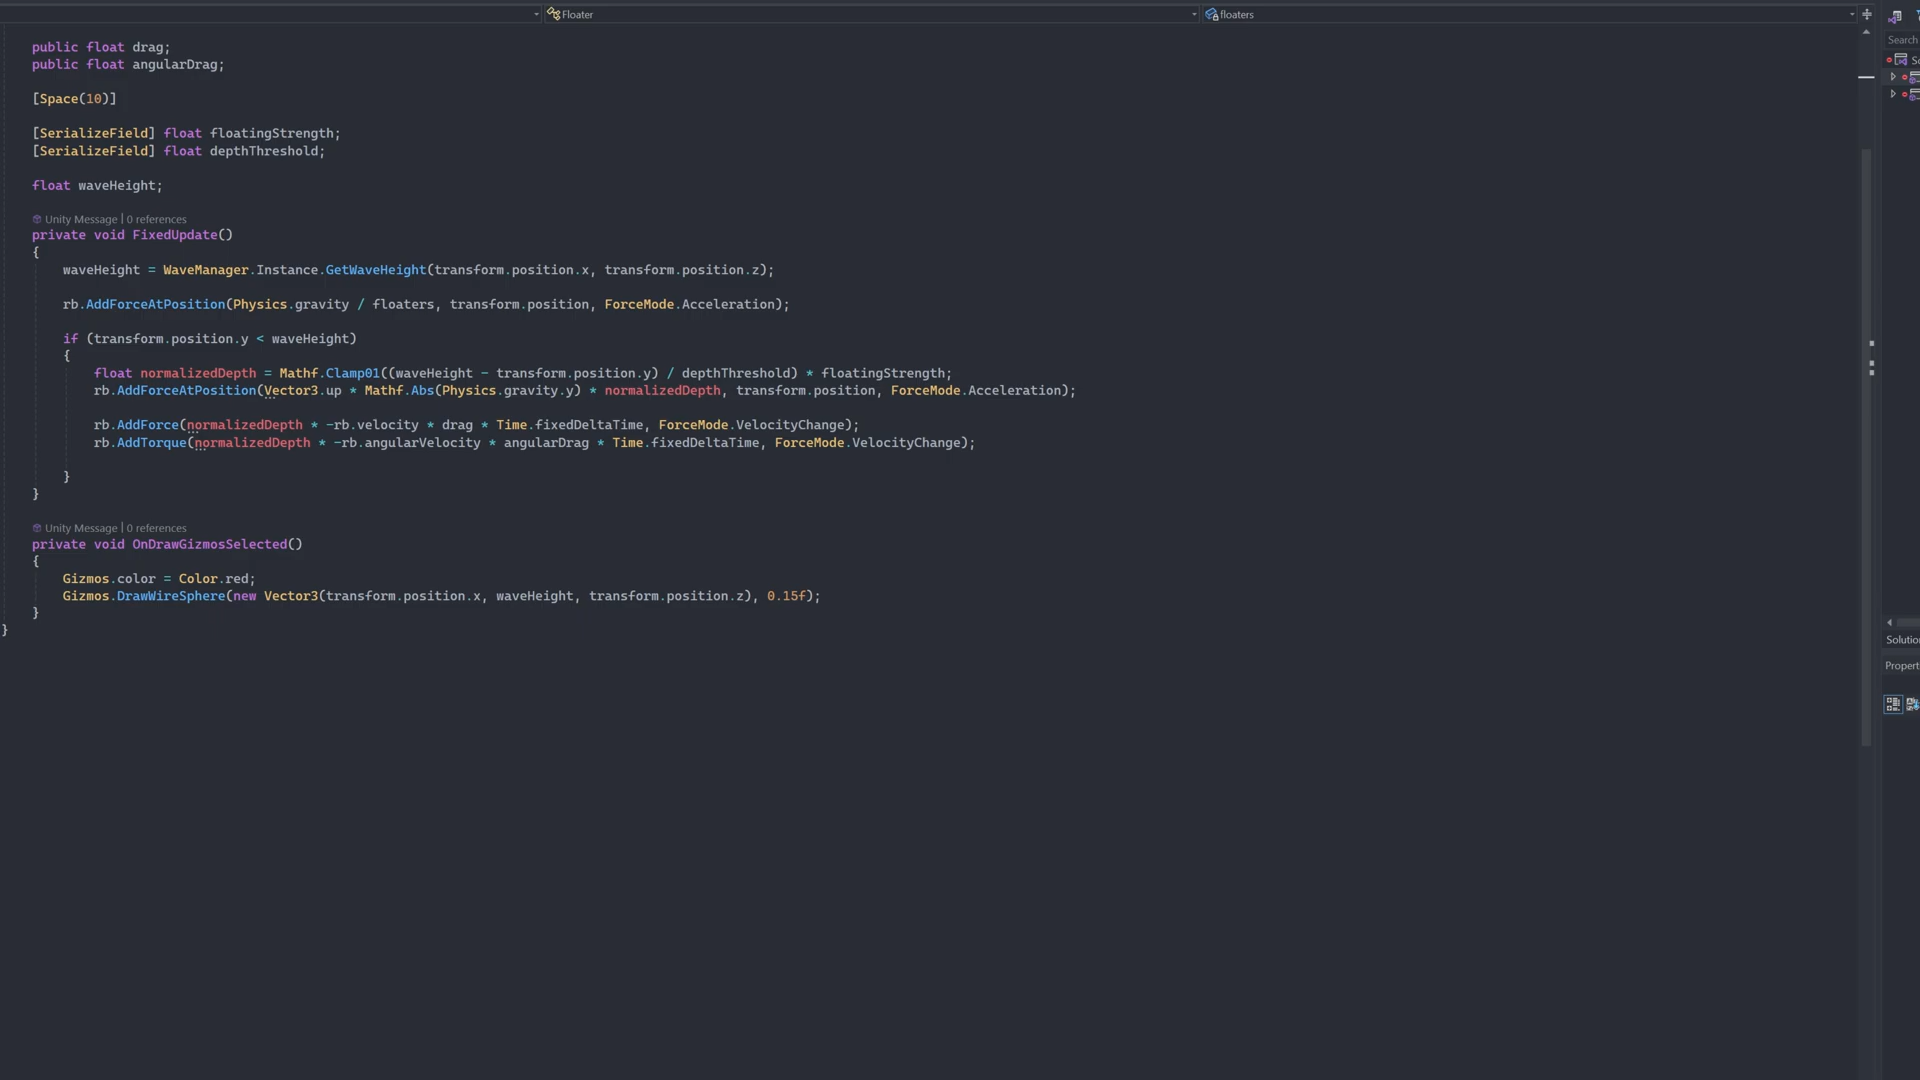 Floater
floaters
public float drag;
public float angularDrag;
[Space(10)]
[SerializeField] float floatingStrength;
[SerializeField] float depthThreshold;
float waveHeight;
Unity Message | 0 references
private void FixedUpdate()
{
waveHeight = WaveManager.Instance.GetWaveHeight(transform.position.x, transform.position.z);
rb.AddForceAtPosition(Physics.gravity / floaters, transform.position, ForceMode.Acceleration);
if (transform.position.y < waveHeight)
{
float normalizedDepth = Mathf.Clamp01((waveHeight - transform.position.y) / depthThreshold) * floatingStrength;
rb.AddForceAtPosition(Vector3.up * Mathf.Abs(Physics.gravity.y) * normalizedDepth, transform.position, ForceMode.Acceleration);
rb.AddForce(normalizedDepth * -rb.velocity * drag * Time.fixedDeltaTime, ForceMode.VelocityChange);
rb.AddTorque(normalizedDepth * -rb.angularVelocity * angularDrag * Time.fixedDeltaTime, ForceMode.VelocityChange);
}
}
Unity Message | 0 references
private void OnDrawGizmosSelected()
{
Gizmos.color = Color.red;
Gizmos.DrawWireSphere(new Vector3(transform.position.x, waveHeight, transform.position.z), 0.15f);
}
}
Search
So
Solutio
Propert